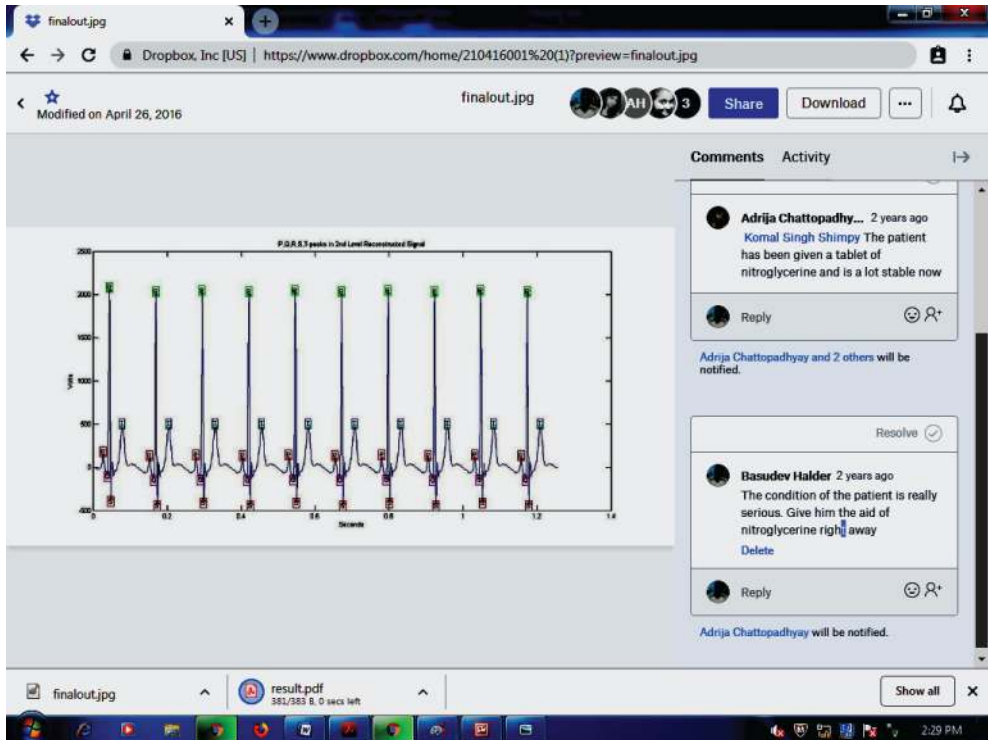 finalout.jpg
Dropbox, Inc [US] | https://www.dropbox.com/home/210416001%20(1)?preview=finalout.jpg
Modified on April 26, 2016
finalout.jpg
AH
3
Share
Download
Comments Activity
P,Q,R,S,T-peaks in 2nd Level Reconstructed Signal
2500
2000
1500
1000
500
0
-500
Volts
0 0.2 0.4 0.6 0.8 1 1.2 1.4
Seconds
Adrija Chattopadhy... 2 years ago
Komal Singh Shimpy The patient
has been given a tablet of
nitroglycerine and is a lot stable now
Reply
Adrija Chattopadhyay and 2 others will be
notified.
Resolve
Basudev Halder 2 years ago
The condition of the patient is really
serious. Give him the aid of
nitroglycerine right away
Delete
Reply
Adrija Chattopadhyay will be notified.
finalout.jpg
result.pdf
381/383 B, 0 secs left
Show all
2:29 PM